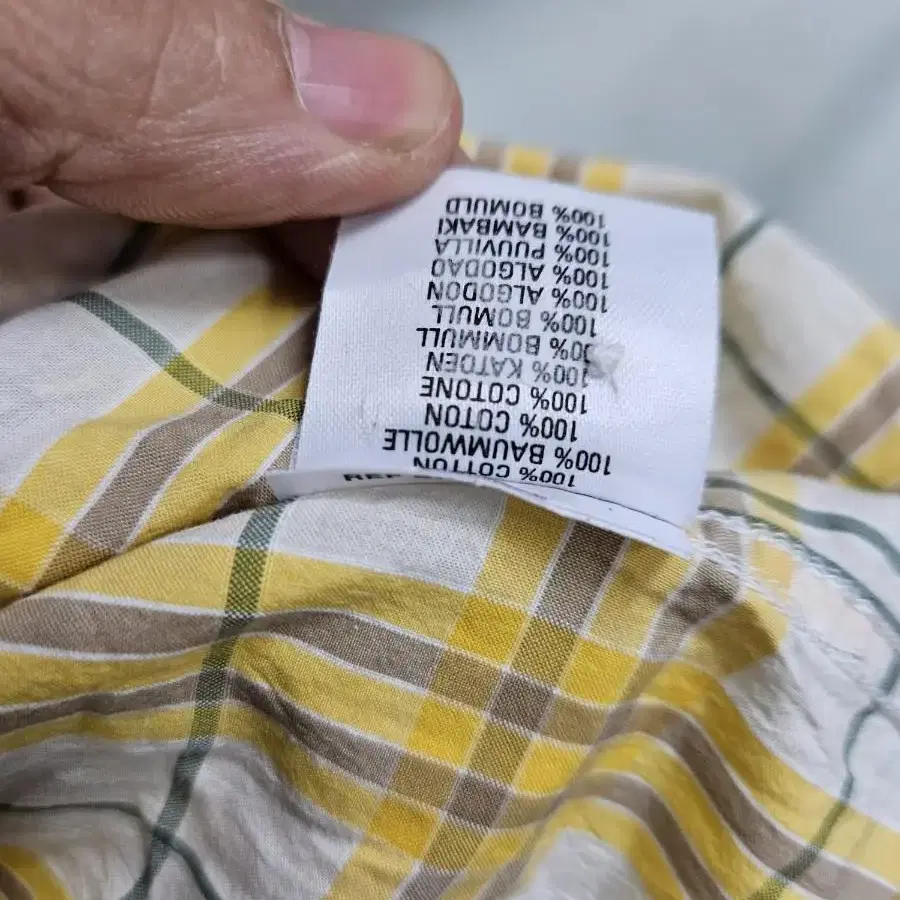 100% COTTON
100% BAUMWOLLE
100% COTON
100% COTONE
100% KATOEN
100% BOMMULL
100% BOMULL
100% ALGODON
100% ALGODAO
100% PUUVILLA
100% BAMBAKI
100% BOMULD